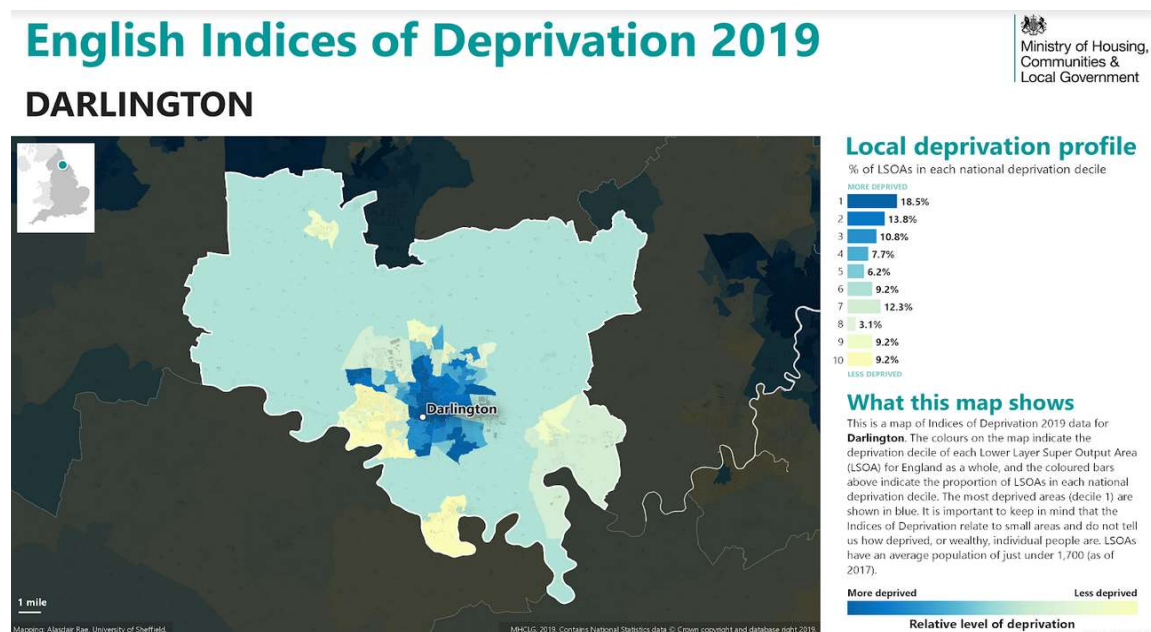 English Indices of Deprivation 2019
Ministry of Housing,
Communities &
Local Government
DARLINGTON
Darlington
1 mile
Mapping: Alasdair Rae, University of Sheffield.
MHCLG, 2019. Contains National Statistics data © Crown copyright and database right 2019.
Local deprivation profile
% of LSOAs in each national deprivation decile
MORE DEPRIVED
1 18.5%
2 13.8%
3 10.8%
4 7.7%
5 6.2%
6 9.2%
7 12.3%
8 3.1%
9 9.2%
10 9.2%
LESS DEPRIVED
What this map shows
This is a map of Indices of Deprivation 2019 data for
Darlington. The colours on the map indicate the
deprivation decile of each Lower Layer Super Output Area
(LSOA) for England as a whole, and the coloured bars
above indicate the proportion of LSOAs in each national
deprivation decile. The most deprived areas (decile 1) are
shown in blue. It is important to keep in mind that the
Indices of Deprivation relate to small areas and do not tell
us how deprived, or wealthy, individual people are. LSOAs
have an average population of just under 1,700 (as of
2017).
More deprived Less deprived
Relative level of deprivation